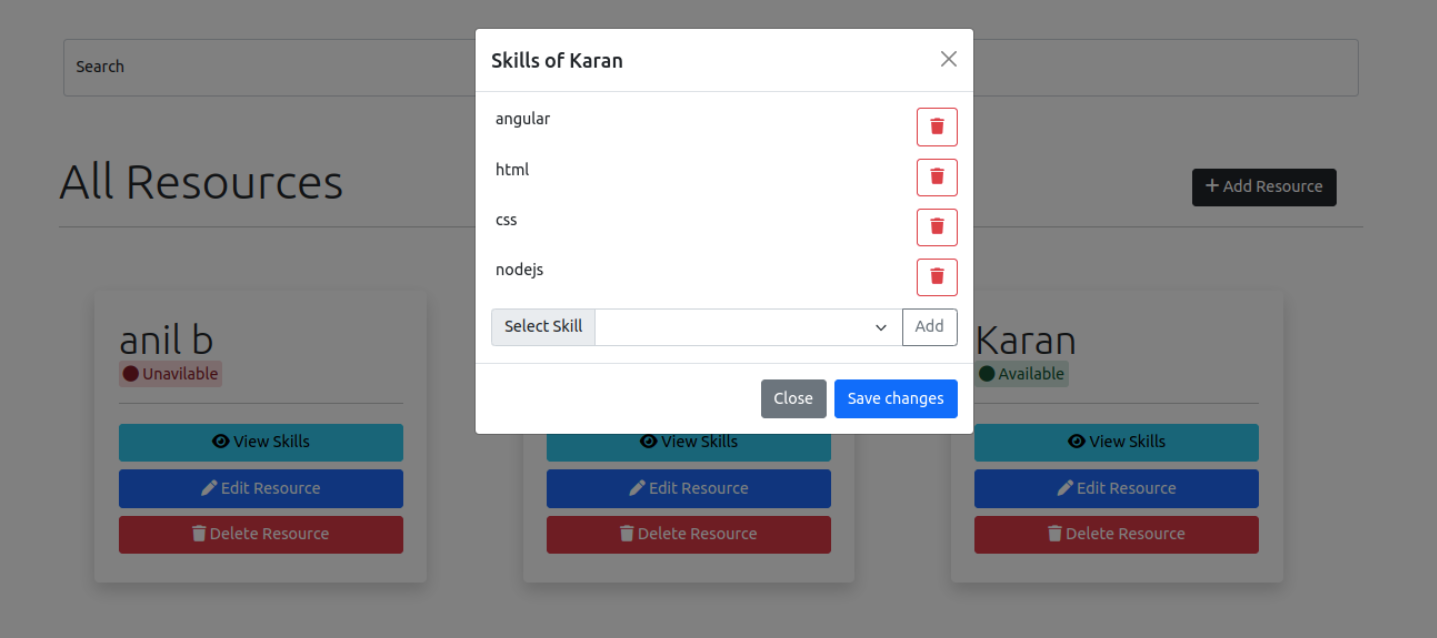 Search
Skills of Karan
angular
html
css
nodejs
Select Skill
Add
Close
Save changes
All Resources
Add Resource
anil b
Unavilable
View Skills
Edit Resource
Delete Resource
View Skills
Edit Resource
Delete Resource
Karan
Available
View Skills
Edit Resource
Delete Resource